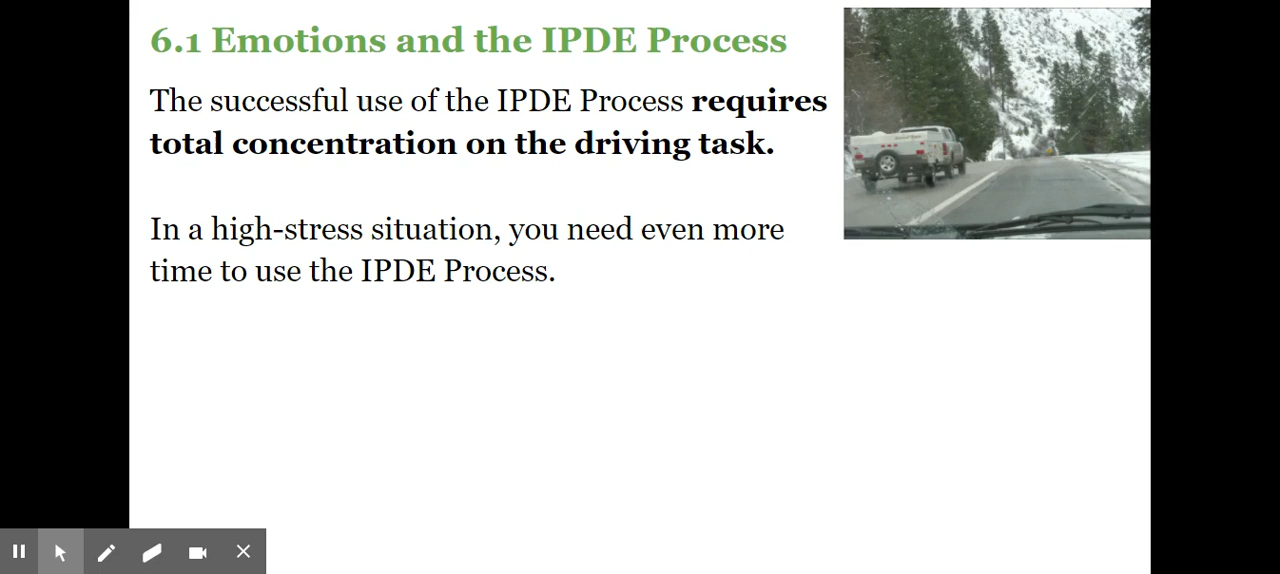 6.1 Emotions and the IPDE Process
The successful use of the IPDE Process requires
total concentration on the driving task.
In a high-stress situation, you need even more
time to use the IPDE Process.